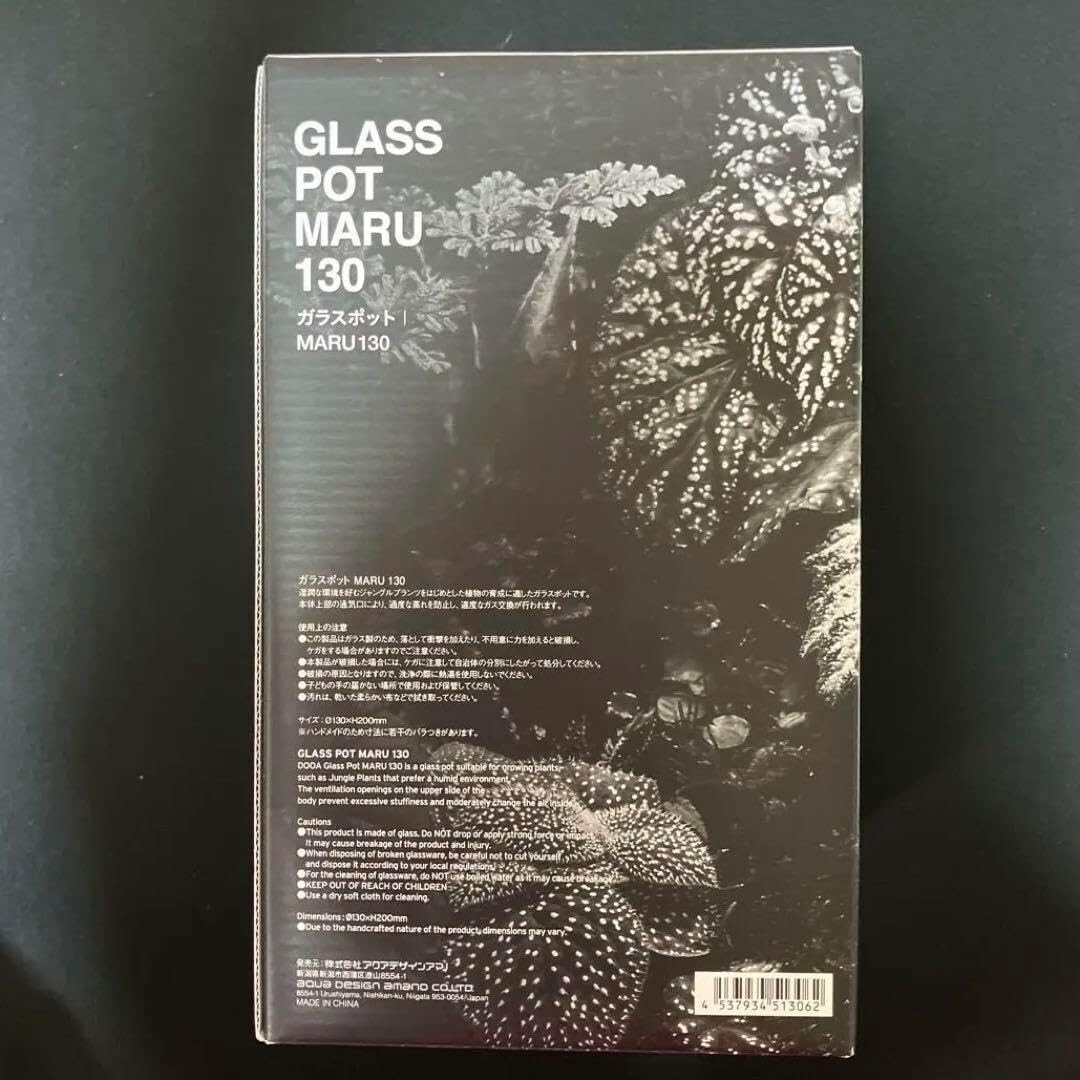 GLASS
POT
MARU
130
ガラスポット |
MARU 130
ガラスポット MARU 130
湿潤な環境を好むジャングルプランツをはじめとした植物の育成に適したガラスポットです。
本体上部の通気口により、過度な蒸れを防止し、適度なガス交換が行われます。
使用上の注意
●この製品はガラス製のため、落として衝撃を加えたり、不用意に力を加えると破損し、
ケガをする場合がありますのでご注意ください。
●本製品が破損した場合には、ケガに注意して自治体の分別にしたがって処分してください。
●破損の原因となりますので、洗浄の際に熱湯を使用しないでください。
●子どもの手の届かない場所で使用および保管してください。
●汚れは、乾いた柔らかい布などで拭き取ってください。
サイズ：Ø130×H200mm
※ハンドメイドのため寸法に若干のバラつきがあります。
GLASS POT MARU 130
DOOA Glass Pot MARU 130 is a glass pot suitable for growing plants,
such as Jungle Plants that prefer a humid environment.
The ventilation openings on the upper side of the
body prevent excessive stuffiness and moderately change the air inside.
Cautions
●This product is made of glass. Do NOT drop or apply strong force or impact.
It may cause breakage of the product and injury.
●When disposing of broken glassware, be careful not to cut yourself
and dispose it according to your local regulations.
●For the cleaning of glassware, do NOT use boiled water as it may cause breakage.
●KEEP OUT OF REACH OF CHILDREN
●Use a dry soft cloth for cleaning.
Dimensions : Ø130×H200mm
●Due to the handcrafted nature of the product, dimensions may vary.
発売元：株式会社アクアデザインアマノ
新潟県新潟市西蒲区漆山8554-1
AQUA DESIGN AMANO CO.,LTD.
8554-1 Urushiyama, Nishikan-ku, Niigata 953-0054/Japan
MADE IN CHINA
4 537934 513062